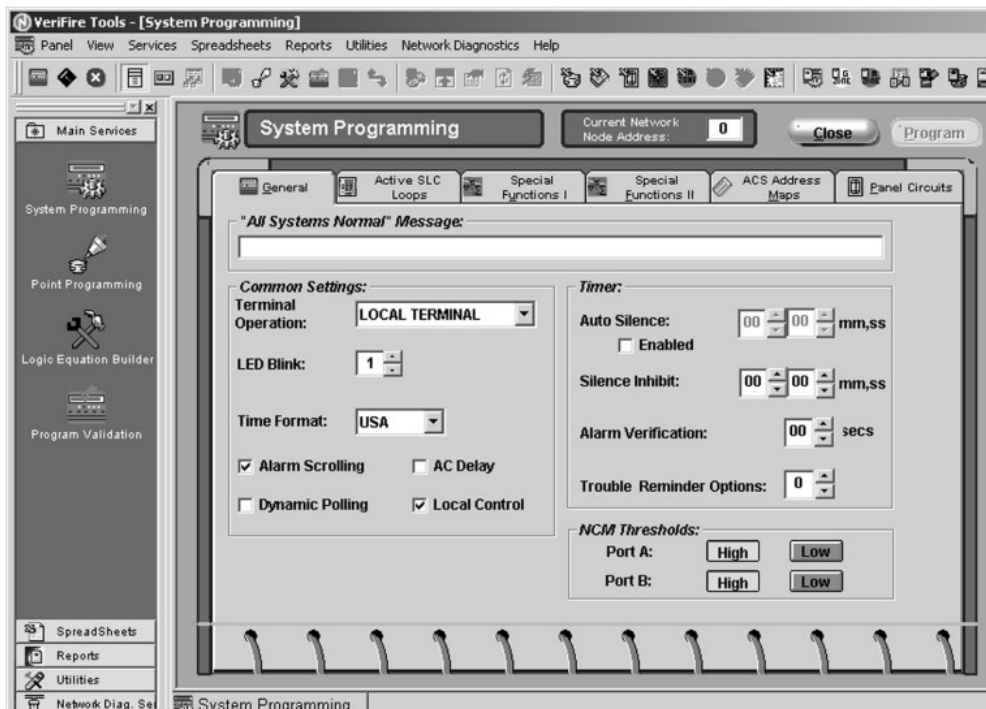 VeriFire Tools - [System Programming]
Panel View Services Spreadsheets Reports Utilities Network Diagnostics Help
Main Services
System Programming
Point Programming
Logic Equation Builder
Program Validation
SpreadSheets
Reports
Utilities
Network Diag. Sei
System Programming
Current Network
Node Address:
0
Close
Program
General
Active SLC
Loops
Special
Functions I
Special
Functions II
ACS Address
Maps
Panel Circuits
"All Systems Normal" Message:
Common Settings:
Terminal
Operation:
LOCAL TERMINAL
LED Blink:
1
Time Format:
USA
Alarm Scrolling
AC Delay
Dynamic Polling
Local Control
Timer:
Auto Silence:
00 00 mm,ss
Enabled
Silence Inhibit:
00 00 mm,ss
Alarm Verification:
00 secs
Trouble Reminder Options:
0
NCM Thresholds:
Port A: High Low
Port B: High Low
System Programming